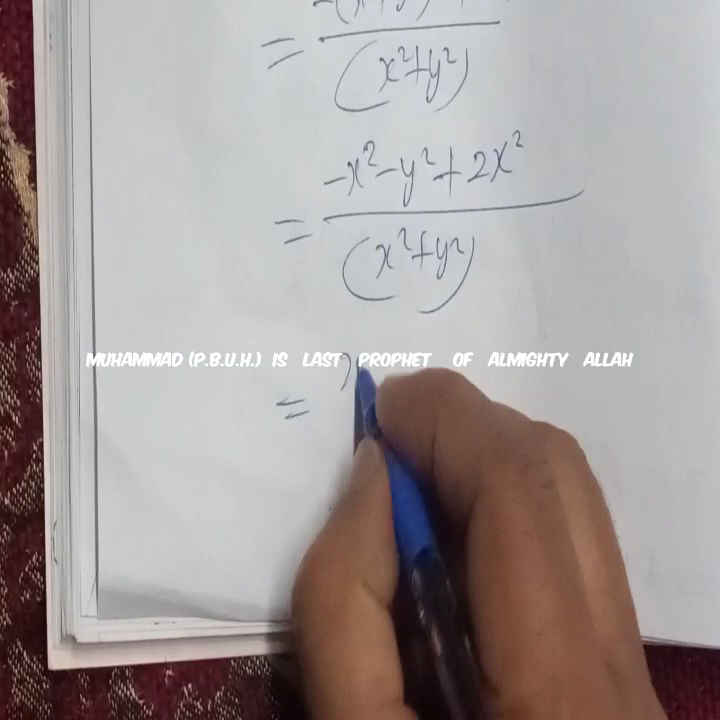 =
(x²+y²)
-x²-y²+2x²
=
(x²+y²)
MUHAMMAD (P.B.U.H.) IS LAST PROPHET OF ALMIGHTY ALLAH
=